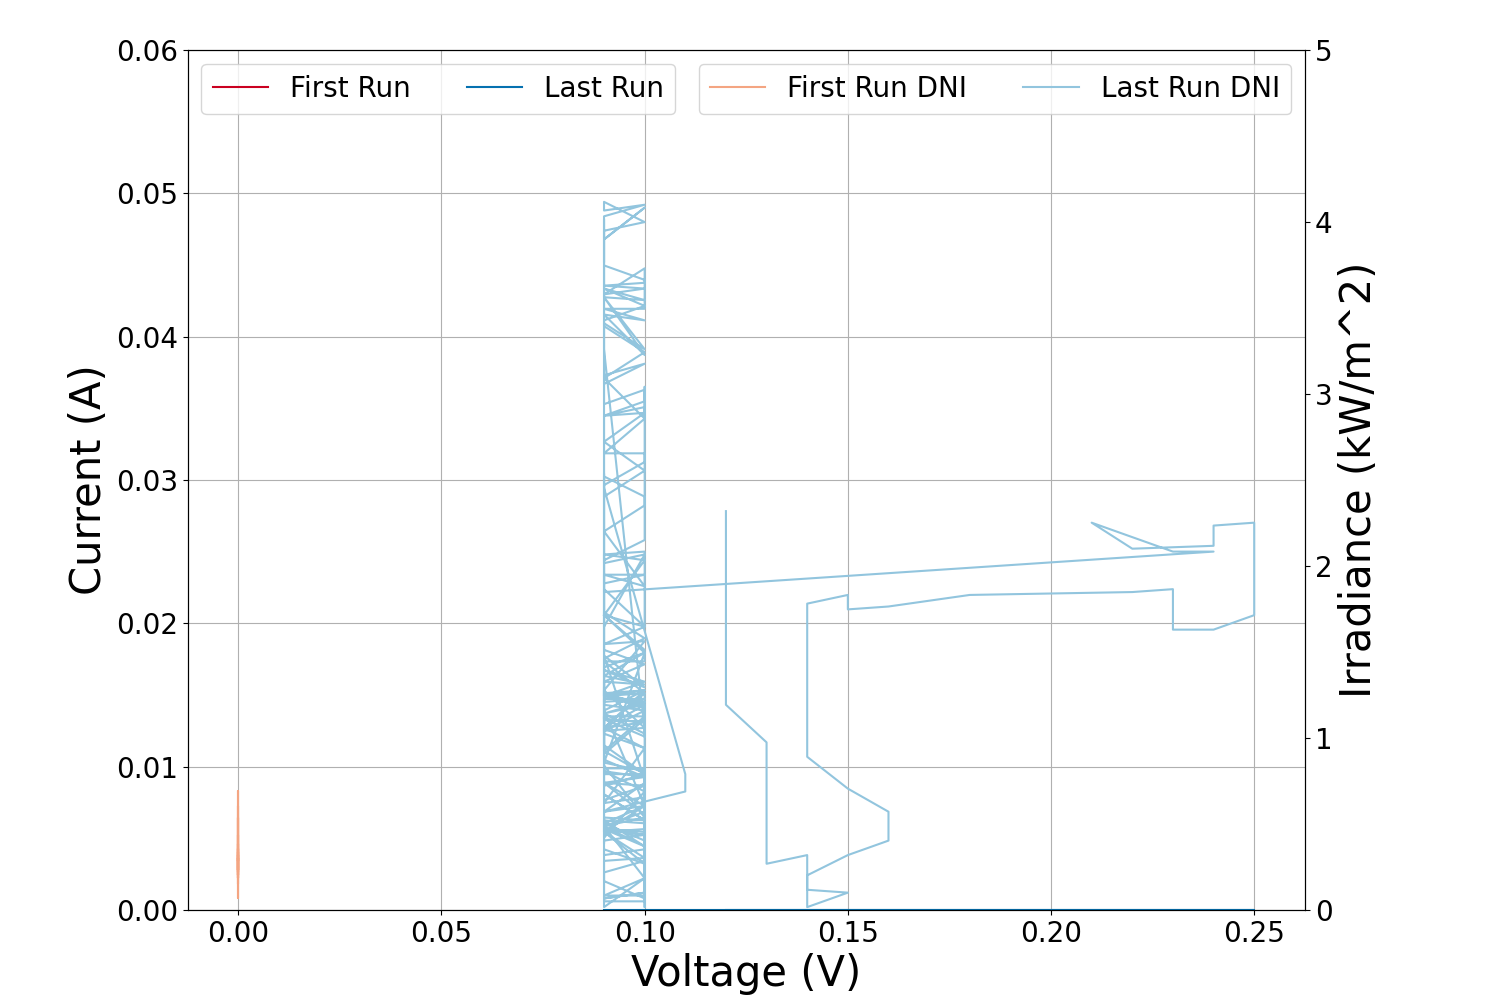 First Run
Last Run
First Run DNI
Last Run DNI
Current (A)
0.06
0.05
0.04
0.03
0.02
0.01
0.00
5
4
3
2
1
0
Irradiance (kW/m^2)
0.00 0.05 0.10 0.15 0.20 0.25
Voltage (V)